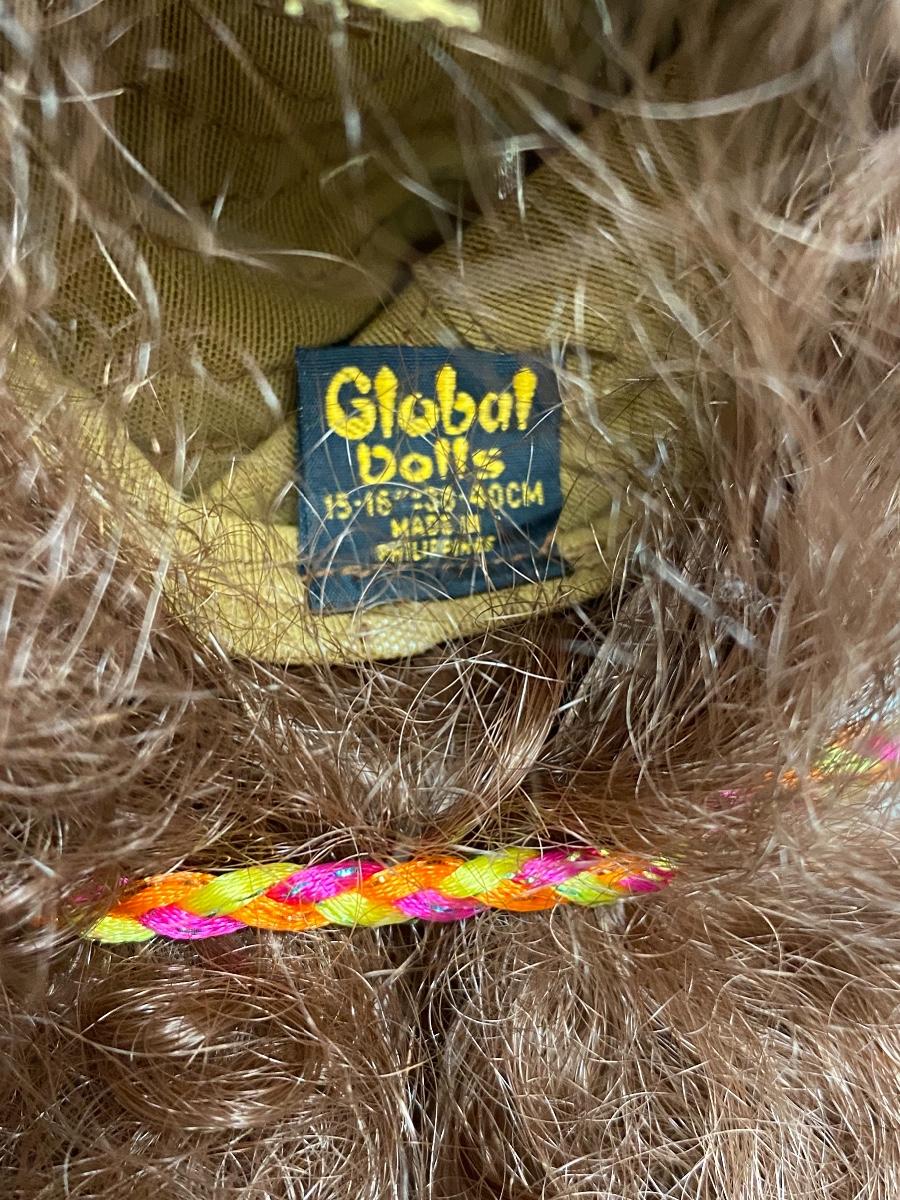 Global
Dolls
15-16":38-40CM
MADE IN
PHILIPPINES